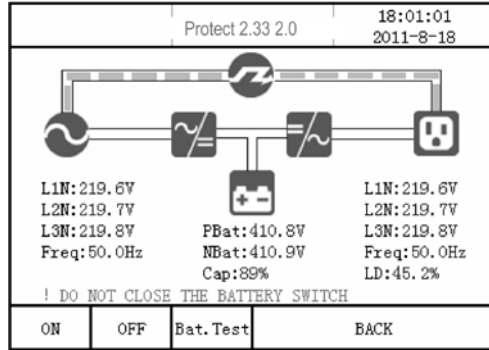 Protect 2.33 2.0
18:01:01
2011-8-18
L1N:219.6V
L2N:219.7V
L3N:219.8V
Freq:50.0Hz
PBat:410.8V
NBat:410.9V
Cap:89%
L1N:219.6V
L2N:219.7V
L3N:219.8V
Freq:50.0Hz
LD:45.2%
! DO NOT CLOSE THE BATTERY SWITCH
ON
OFF
Bat.Test
BACK